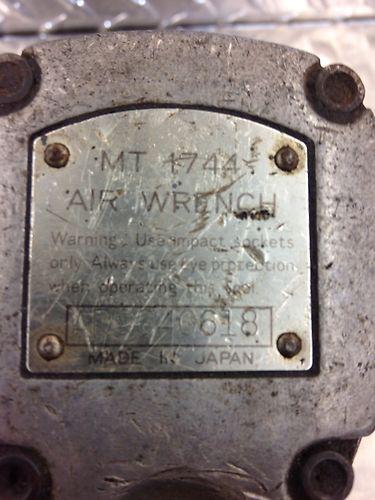 MT 1744
AIR WRENCH
Warning: Use impact sockets
only. Always use eye protection
when operating this tool.
40618
MADE IN JAPAN